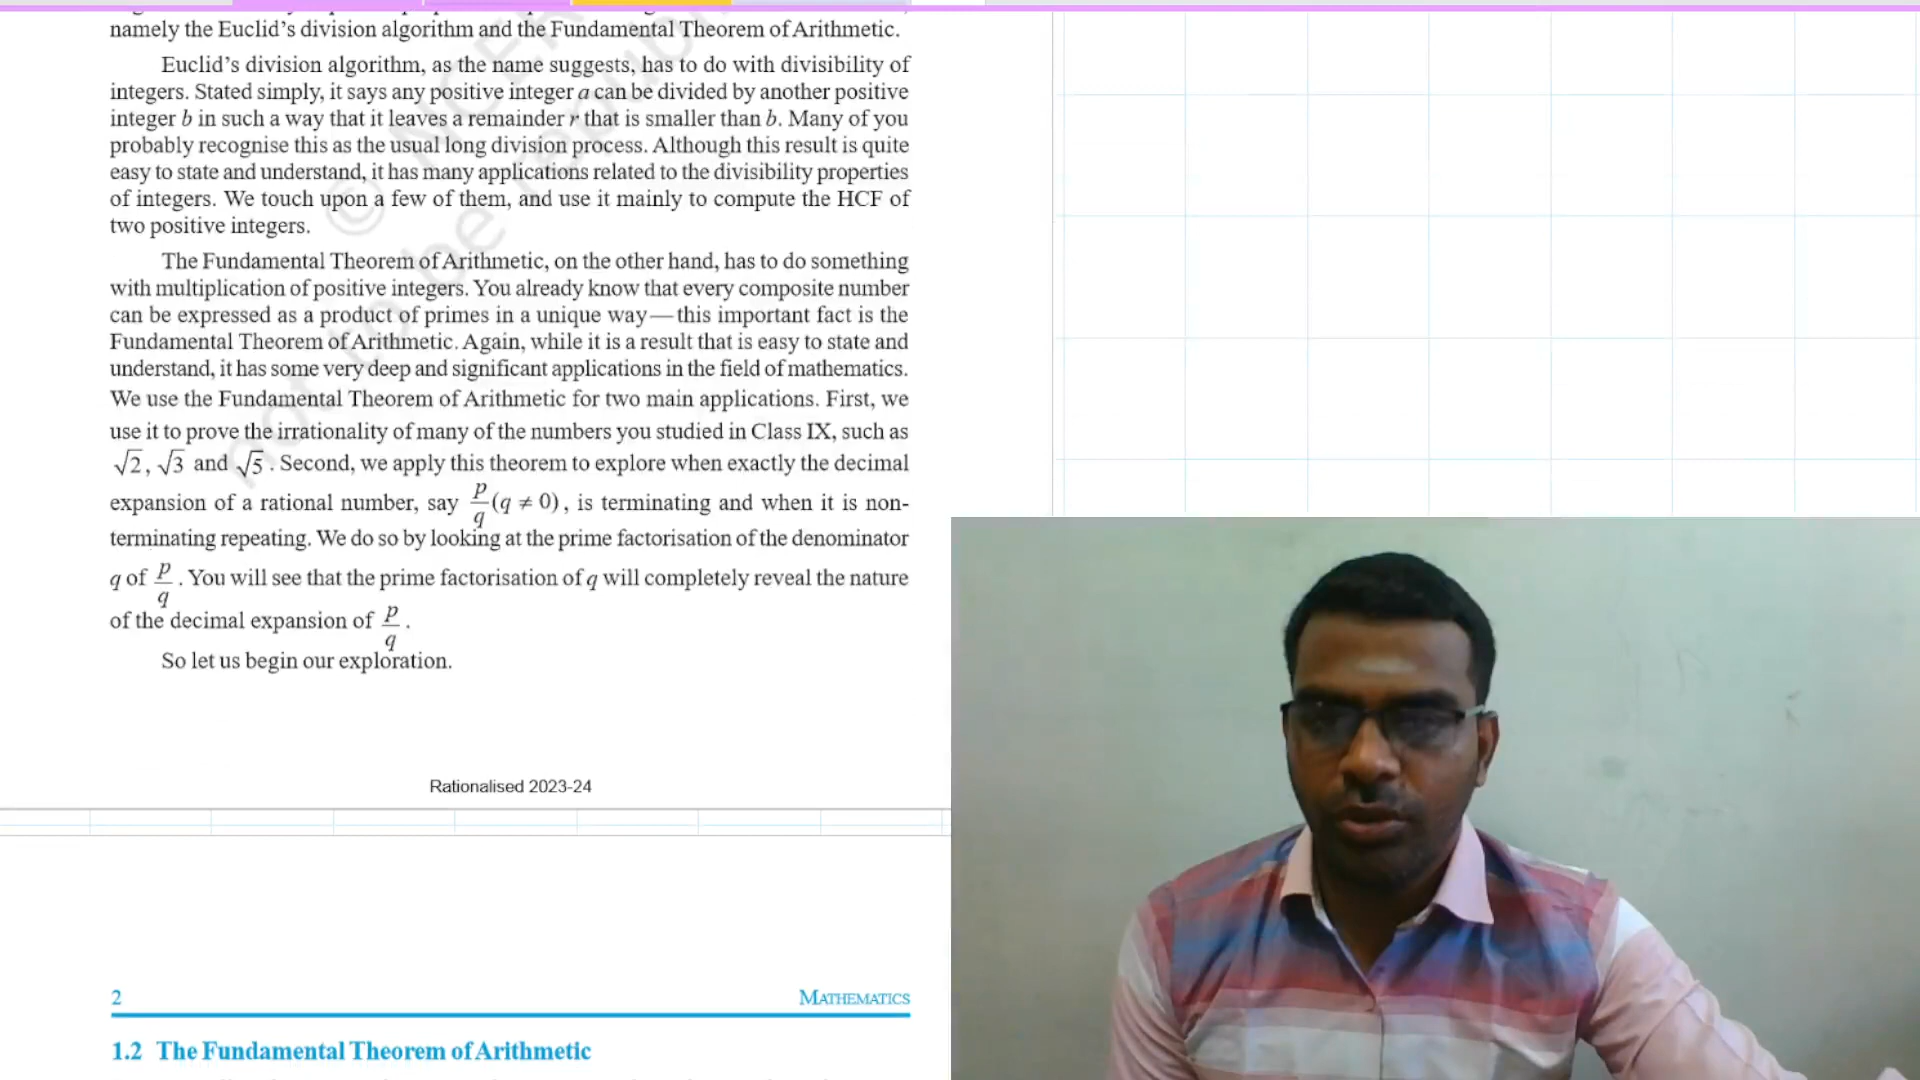 namely the Euclid's division algorithm and the Fundamental Theorem of Arithmetic.
Euclid's division algorithm, as the name suggests, has to do with divisibility of
integers. Stated simply, it says any positive integer a can be divided by another positive
integer b in such a way that it leaves a remainder r that is smaller than b. Many of you
probably recognise this as the usual long division process. Although this result is quite
easy to state and understand, it has many applications related to the divisibility properties
of integers. We touch upon a few of them, and use it mainly to compute the HCF of
two positive integers.
The Fundamental Theorem of Arithmetic, on the other hand, has to do something
with multiplication of positive integers. You already know that every composite number
can be expressed as a product of primes in a unique way—this important fact is the
Fundamental Theorem of Arithmetic. Again, while it is a result that is easy to state and
understand, it has some very deep and significant applications in the field of mathematics.
We use the Fundamental Theorem of Arithmetic for two main applications. First, we
use it to prove the irrationality of many of the numbers you studied in Class IX, such as
√2, √3 and √5. Second, we apply this theorem to explore when exactly the decimal
expansion of a rational number, say p/q (q ≠ 0), is terminating and when it is non-
terminating repeating. We do so by looking at the prime factorisation of the denominator
q of p/q. You will see that the prime factorisation of q will completely reveal the nature
of the decimal expansion of p/q.
So let us begin our exploration.
Rationalised 2023-24
2 MATHEMATICS
1.2 The Fundamental Theorem of Arithmetic